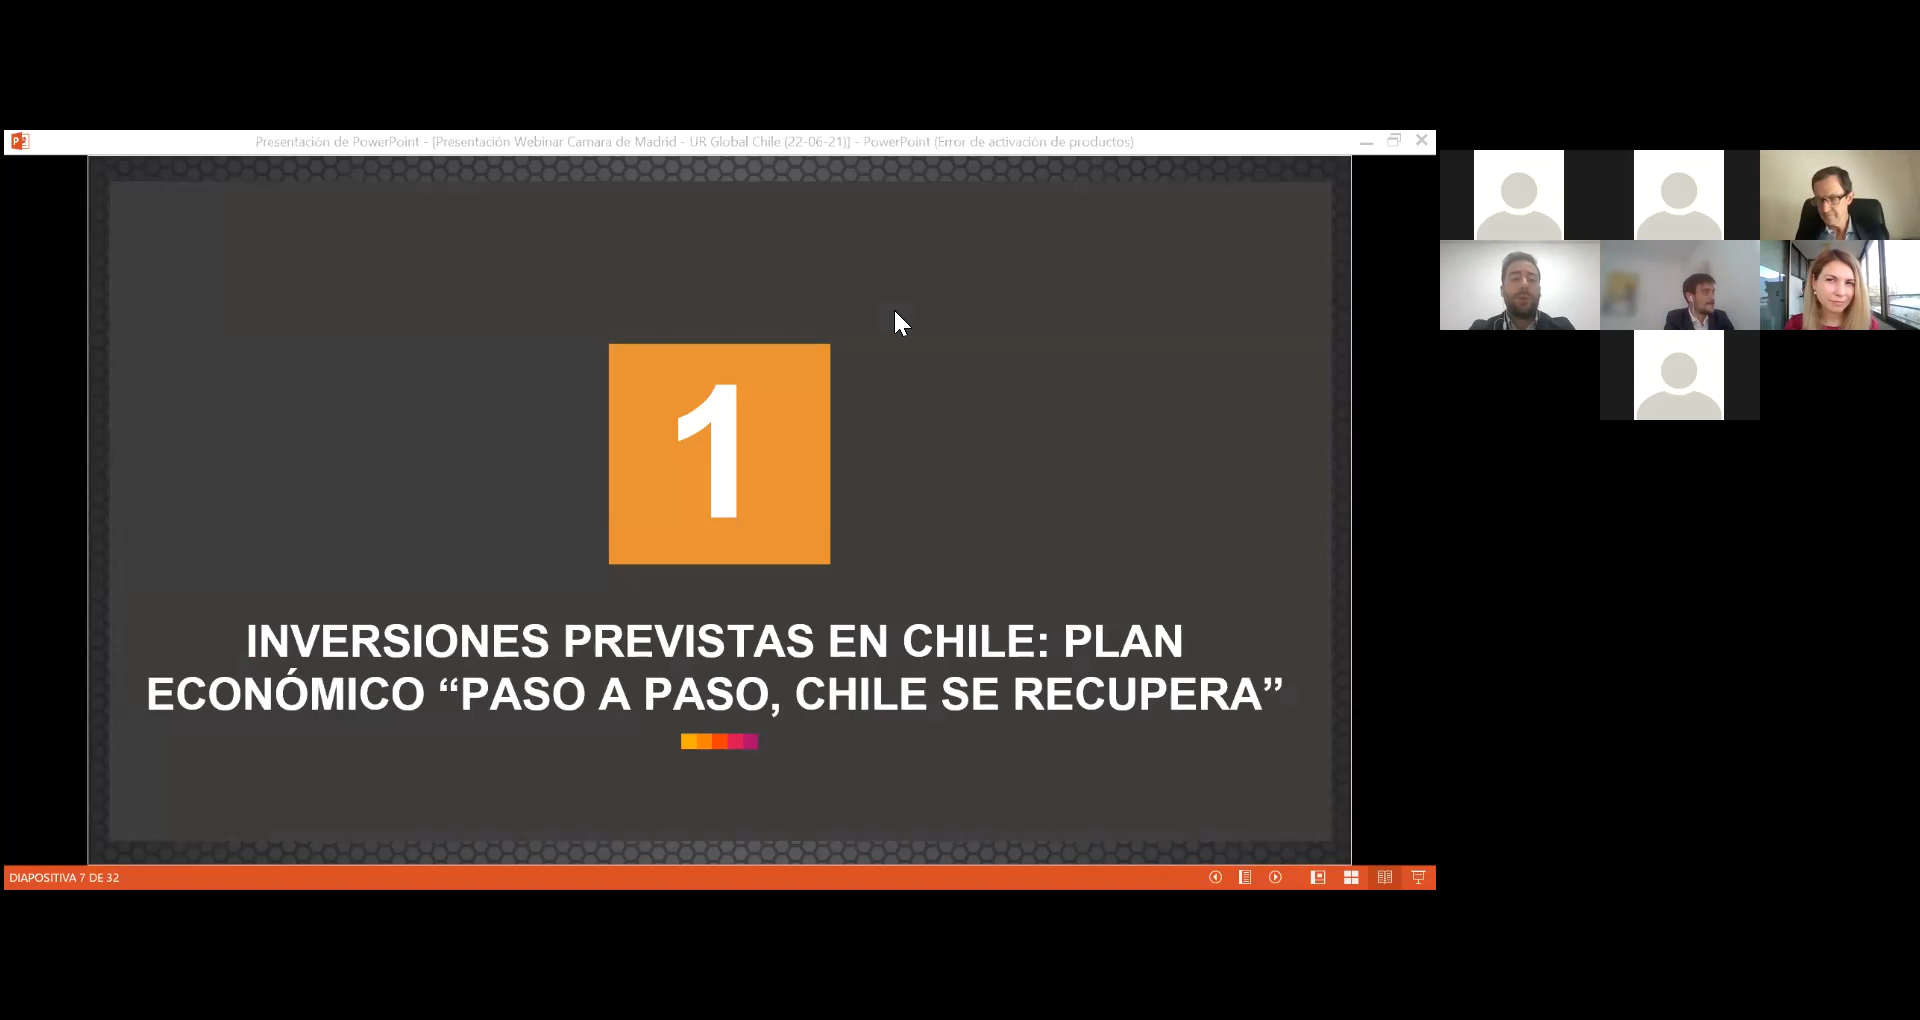 Presentación de PowerPoint - [Presentación Webinar Camara de Madrid - UR Global Chile (22-06-21)] - PowerPoint (Error de activación de productos)
1
INVERSIONES PREVISTAS EN CHILE: PLAN
ECONÓMICO “PASO A PASO, CHILE SE RECUPERA”
DIAPOSITIVA 7 DE 32